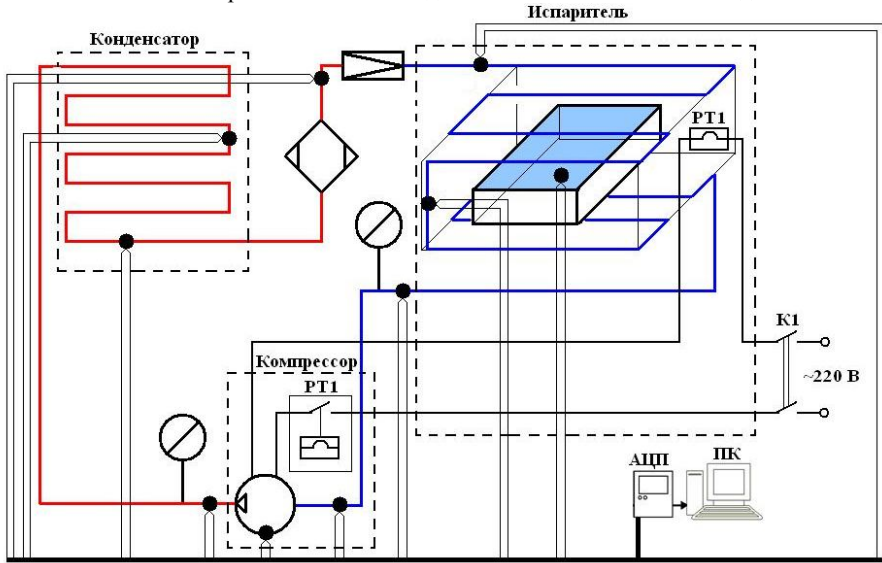 Испаритель
Конденсатор
РТ1
К1
~220 В
Компрессор
РТ1
АЦП
ПК